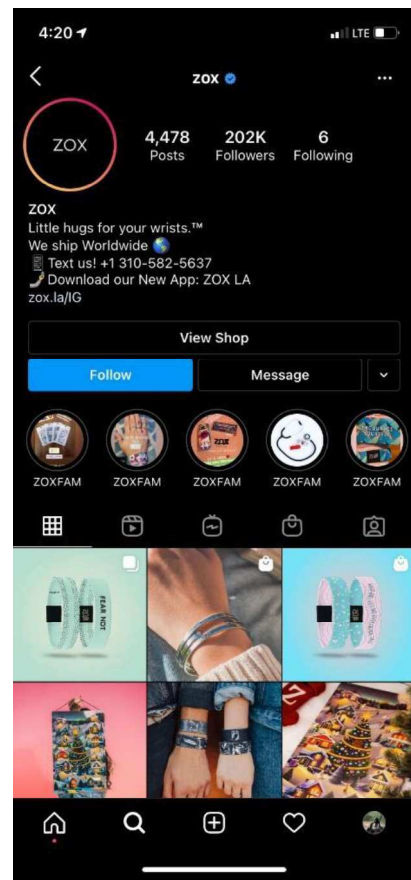 4:20
LTE
zox
ZOX
4,478
Posts
202K
Followers
6
Following
ZOX
Little hugs for your wrists.™
We ship Worldwide 🌎
📱 Text us! +1 310-582-5637
🤳 Download our New App: ZOX LA
zox.la/IG
View Shop
Follow
Message
ZOXFAM
ZOXFAM
ZOXFAM
ZOXFAM
ZOXFAM
FEAR NOT